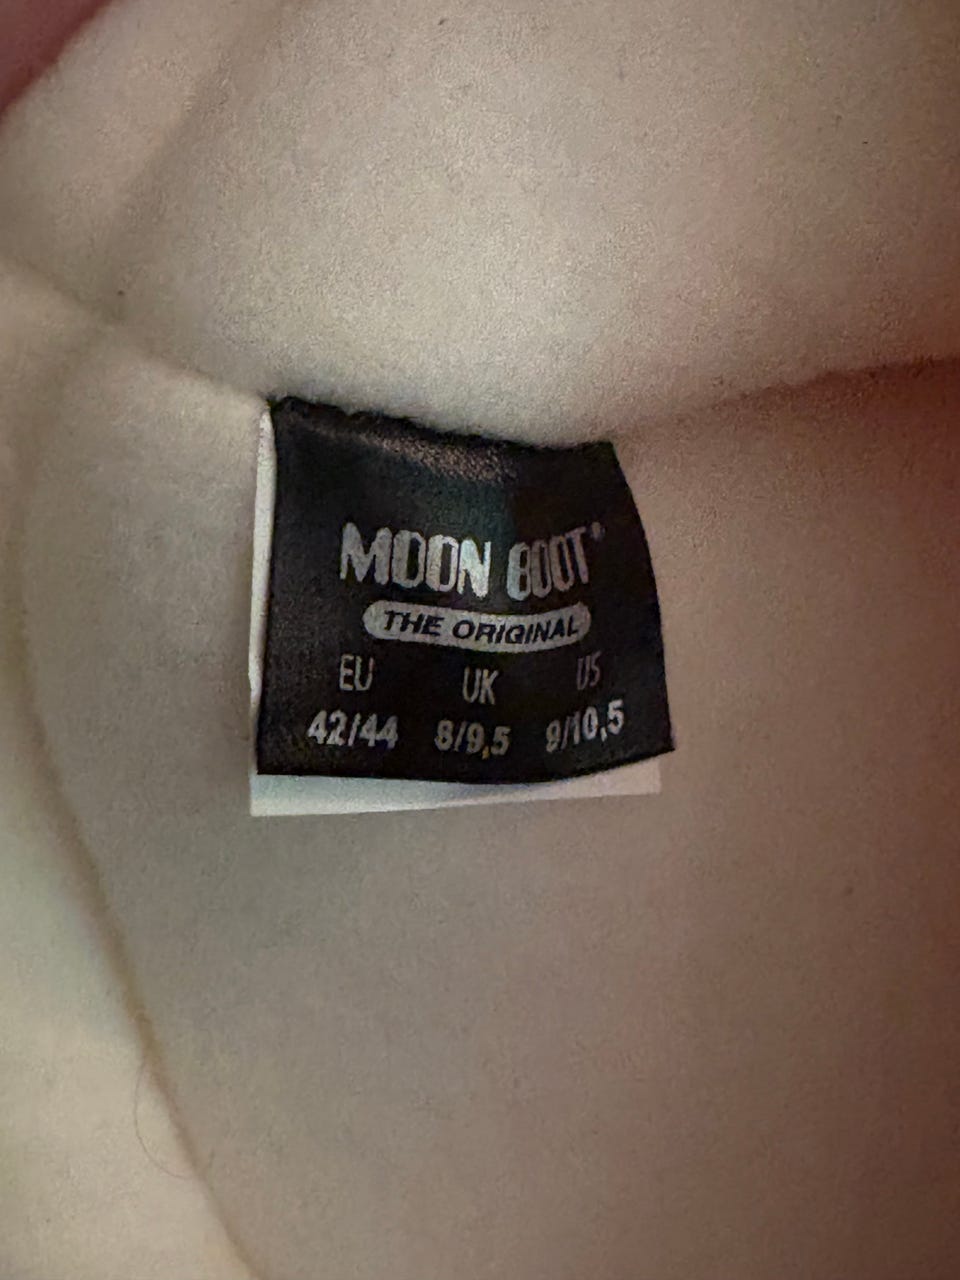 MOON BOOT®
THE ORIGINAL
EU UK US
42/44 8/9,5 9/10,5